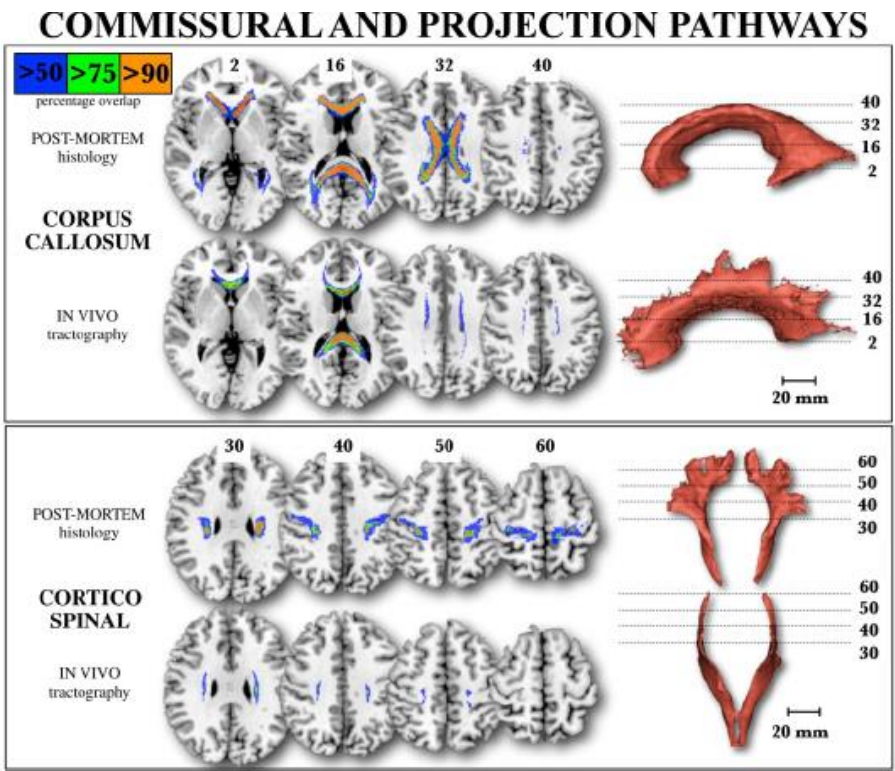 COMMISSURAL AND PROJECTION PATHWAYS
>50 >75 >90
percentage overlap
2 16 32 40
POST-MORTEM
histology
40
32
16
2
CORPUS
CALLOSUM
IN VIVO
tractography
40
32
16
2
20 mm
30 40 50 60
POST-MORTEM
histology
60
50
40
30
CORTICO
SPINAL
IN VIVO
tractography
60
50
40
30
20 mm